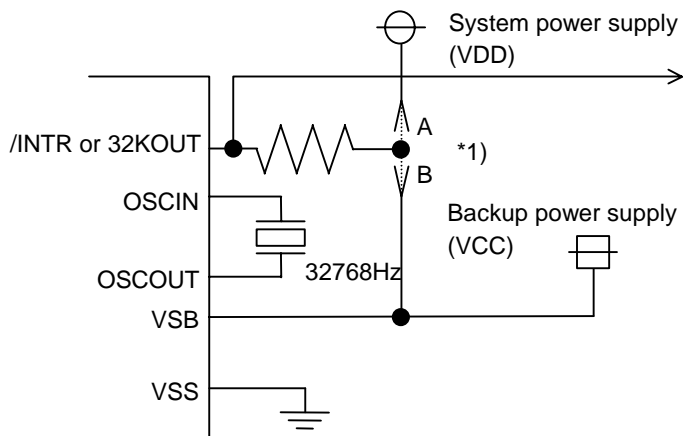 System power supply
(VDD)
A
/INTR or 32KOUT
*1)
B
OSCIN
Backup power supply
(VCC)
OSCOUT
32768Hz
VSB
VSS